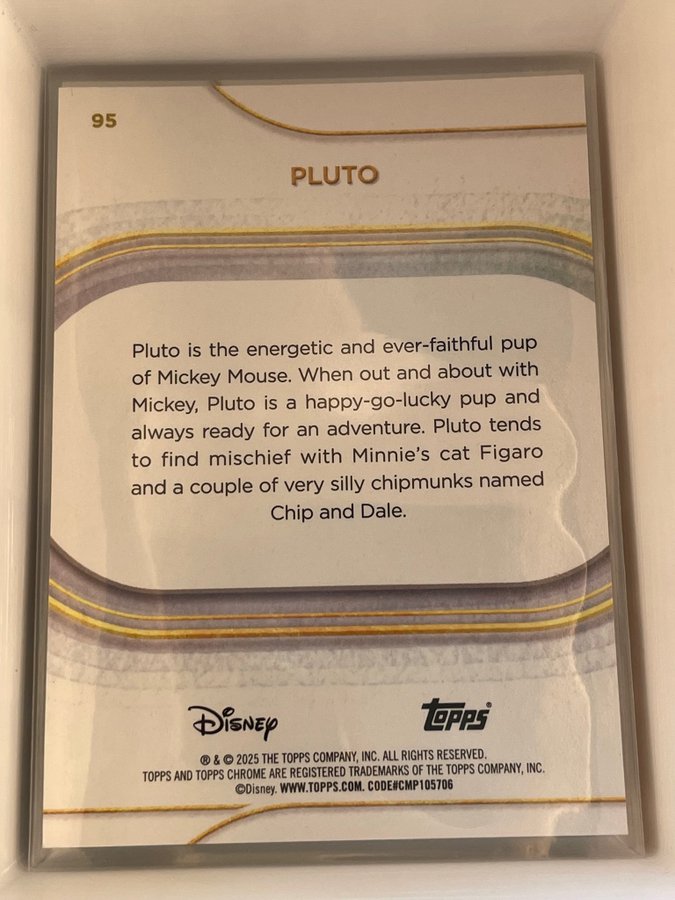 95
PLUTO
Pluto is the energetic and ever-faithful pup
of Mickey Mouse. When out and about with
Mickey, Pluto is a happy-go-lucky pup and
always ready for an adventure. Pluto tends
to find mischief with Minnie's cat Figaro
and a couple of very silly chipmunks named
Chip and Dale.
Disney topps®
® & © 2025 THE TOPPS COMPANY, INC. ALL RIGHTS RESERVED.
TOPPS AND TOPPS CHROME ARE REGISTERED TRADEMARKS OF THE TOPPS COMPANY, INC.
©Disney. WWW.TOPPS.COM. CODE#CMP105706